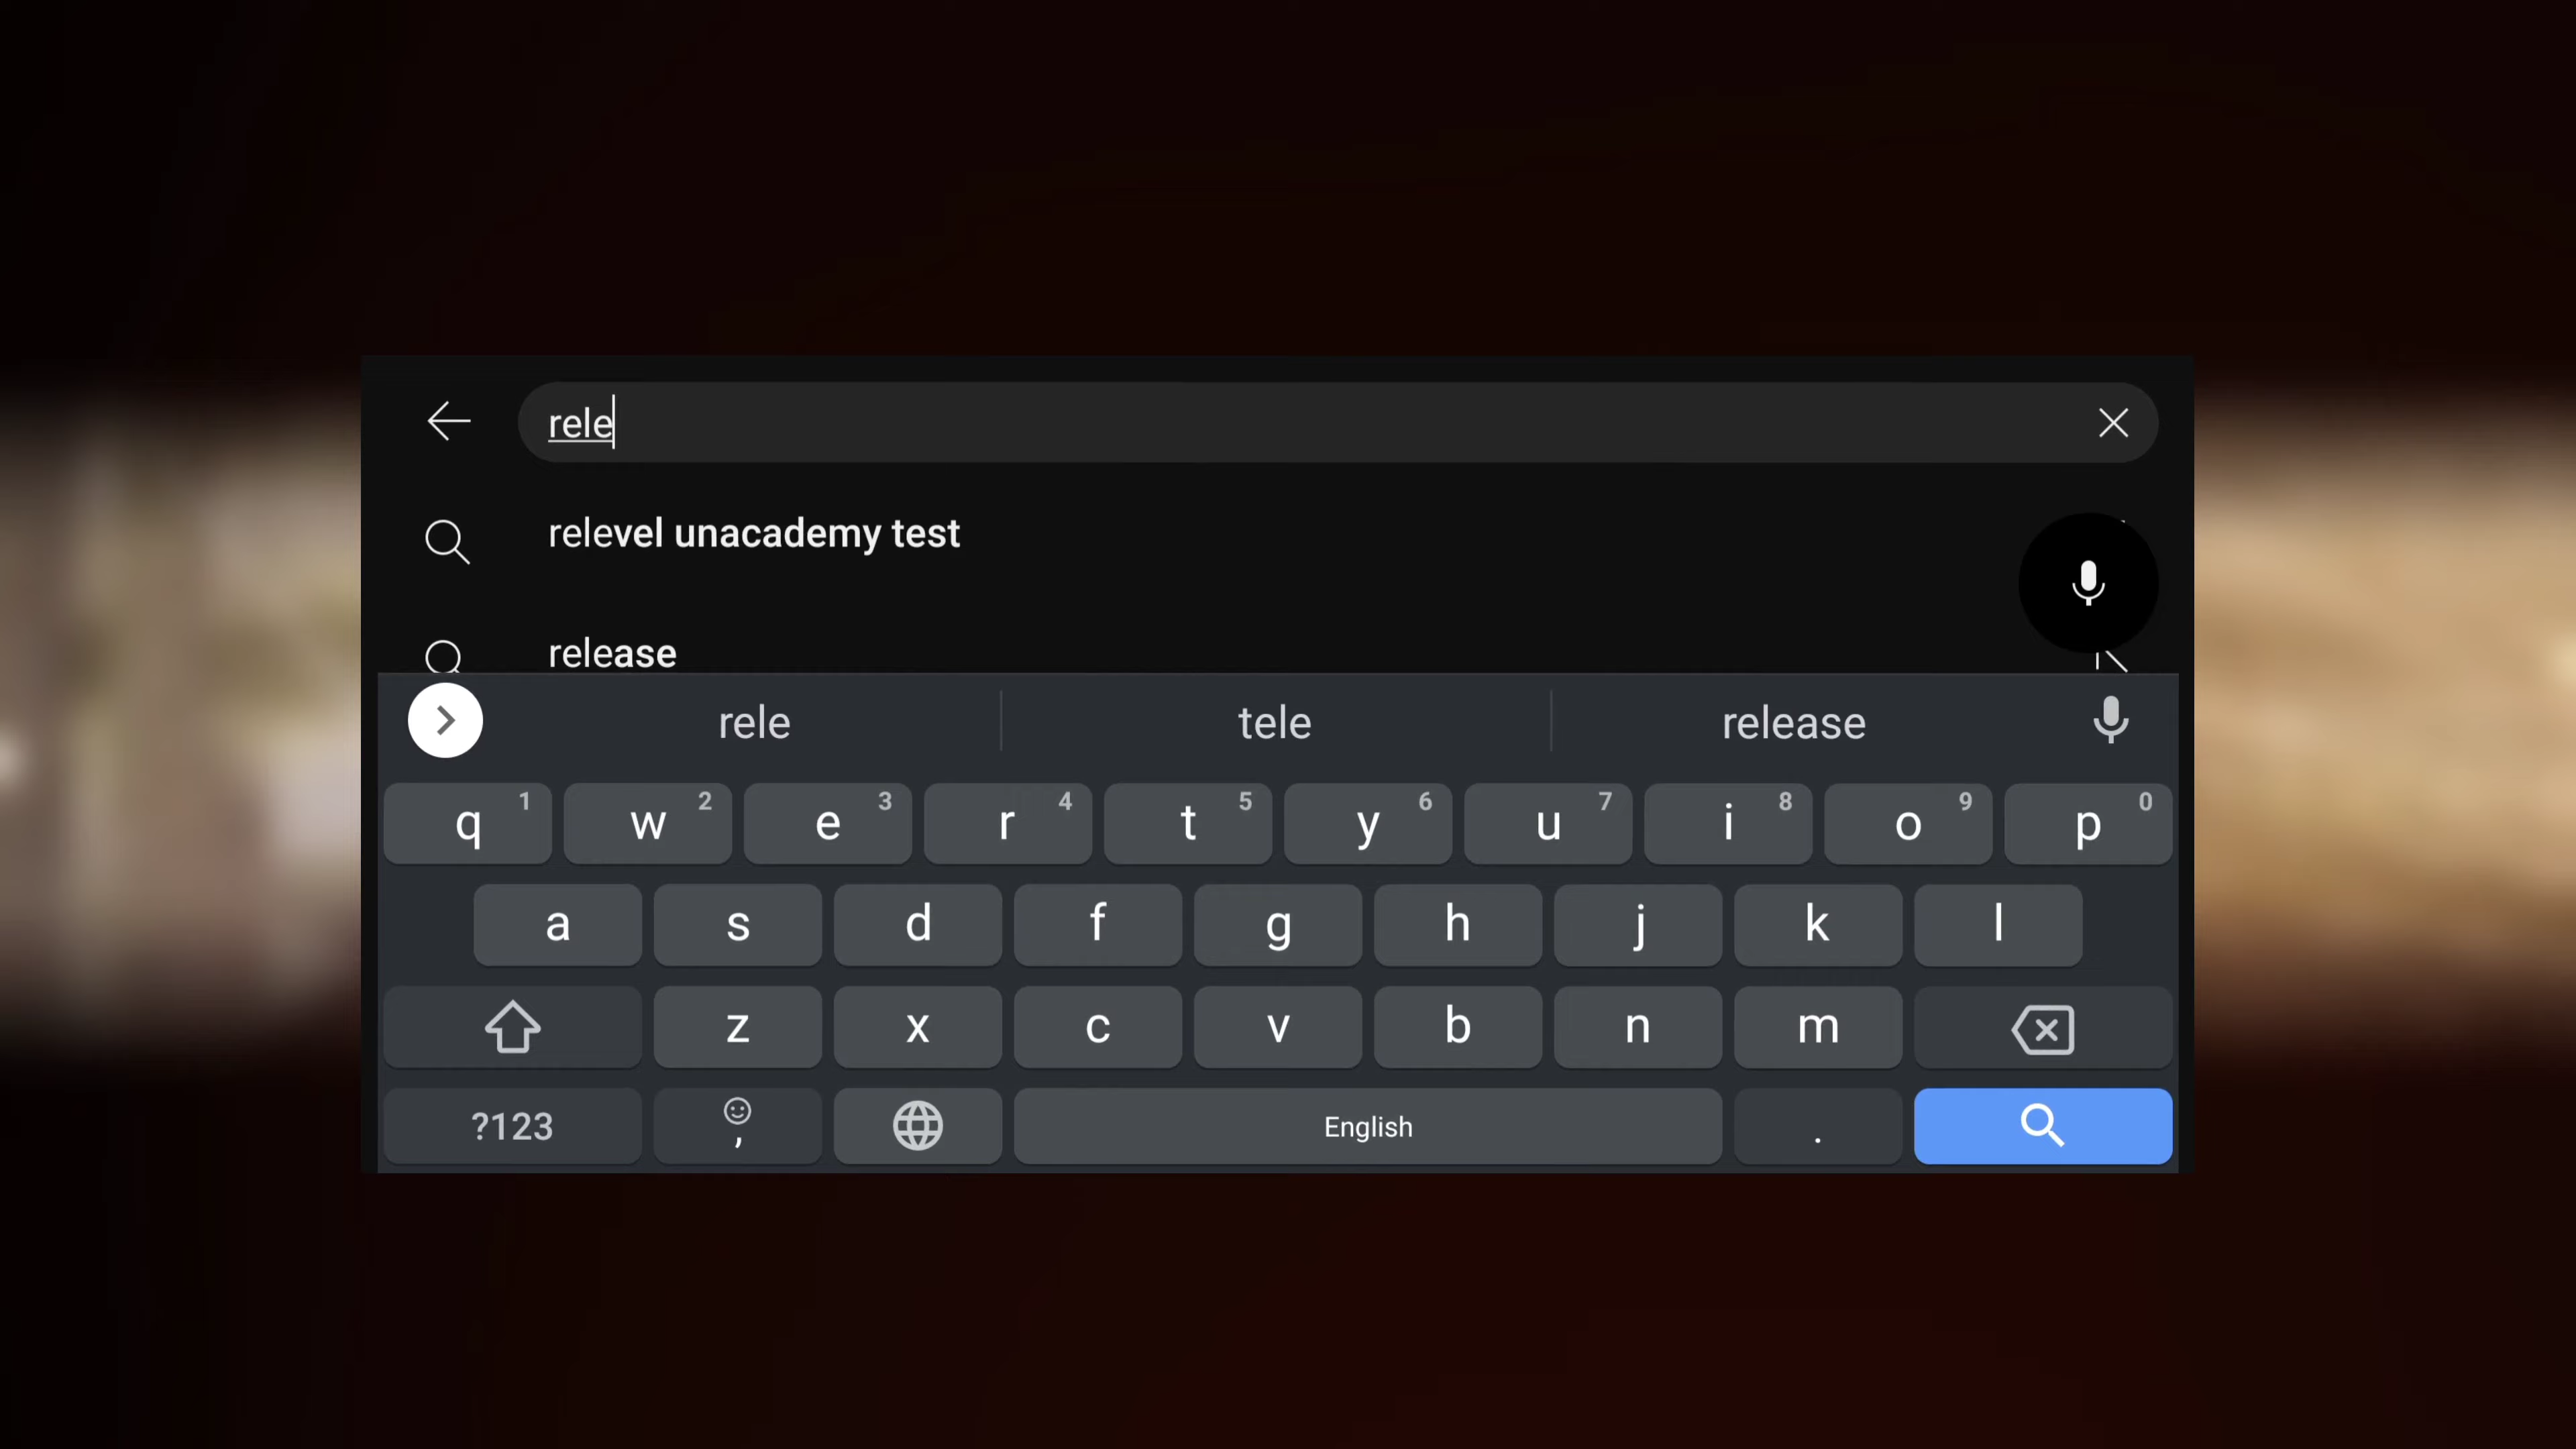 rele
relevel unacademy test
release
rele tele release
q 1 w 2 e 3 r 4 t 5 y 6 u 7 i 8 o 9 p 0
a s d f g h j k l
z x c v b n m
?123 , English .